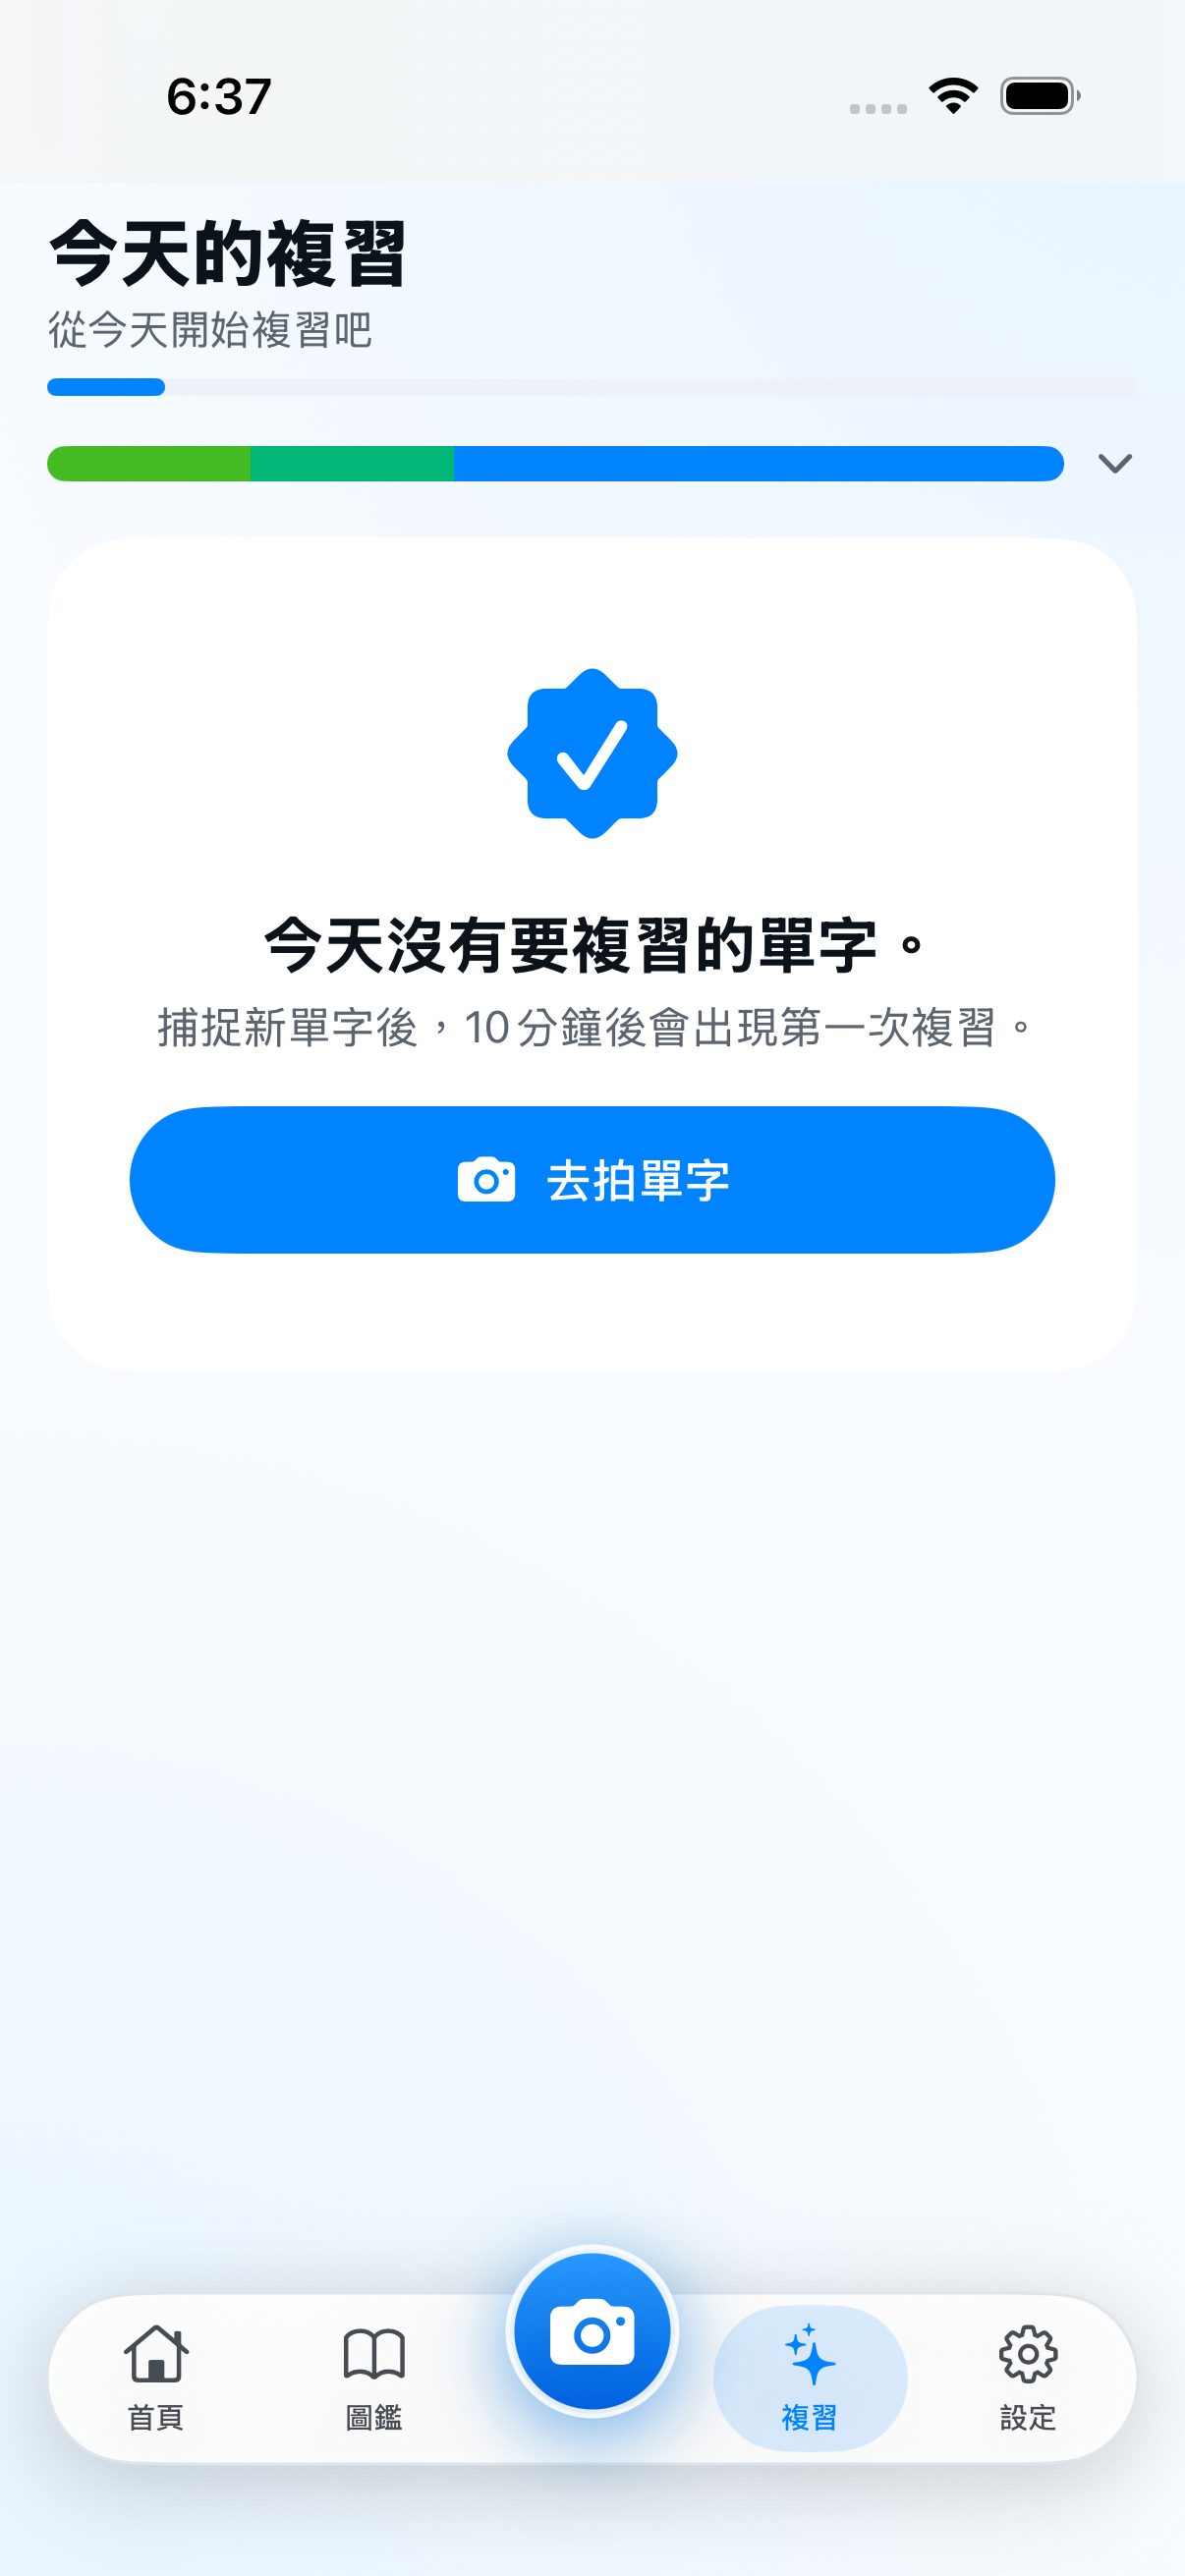 6:37
今天的複習
從今天開始複習吧
今天沒有要複習的單字。
捕捉新單字後，10 分鐘後會出現第一次複習。
去拍單字
首頁
圖鑑
複習
設定